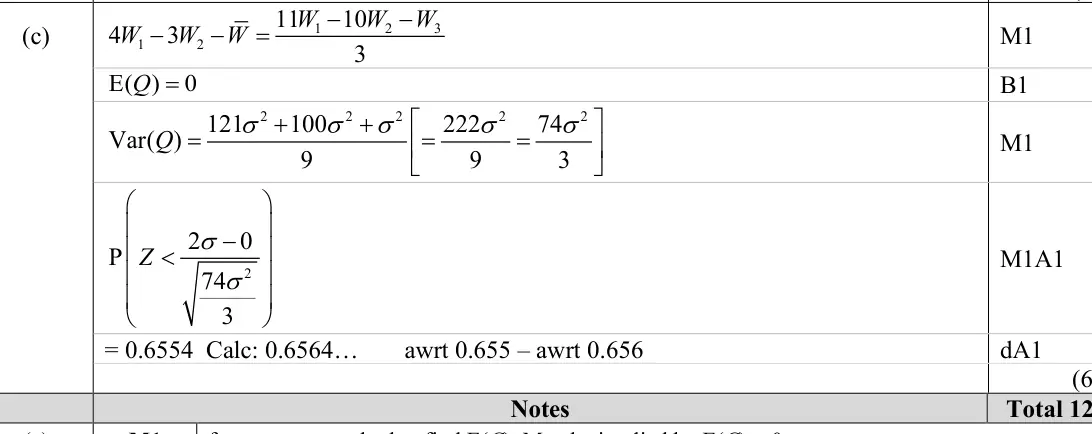 (c) 4W₁ − 3W₂ − W̅ = (11W₁ − 10W₂ − W₃)/3 M1
E(Q) = 0 B1
Var(Q) = (121σ² + 100σ² + σ²)/9 [= 222σ²/9 = 74σ²/3] M1
P(Z < (2σ − 0)/√(74σ²/3)) M1A1
= 0.6554 Calc: 0.6564… awrt 0.655 – awrt 0.656 dA1
(6
Notes Total 12